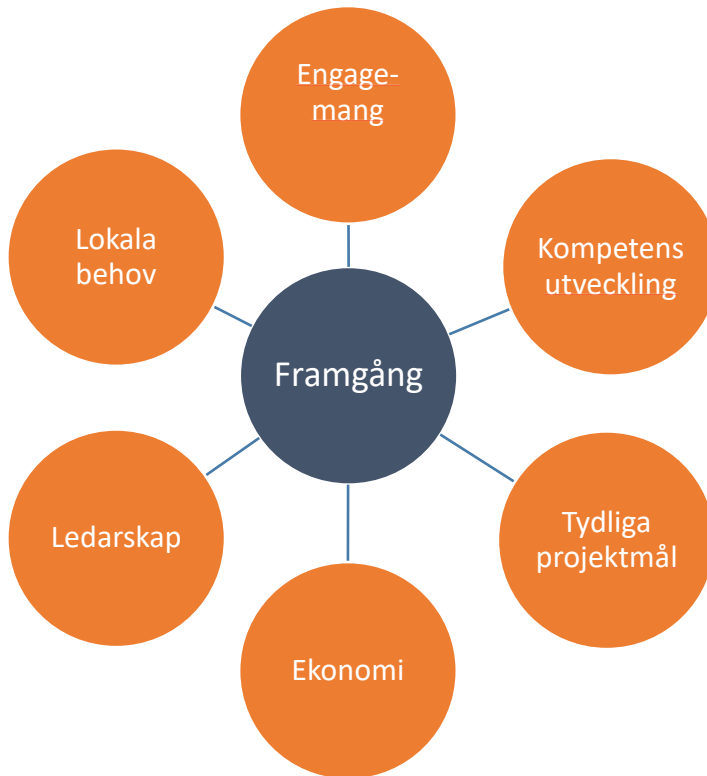 Engage-
mang
Lokala
behov
Kompetens
utveckling
Framgång
Ledarskap
Tydliga
projektmål
Ekonomi